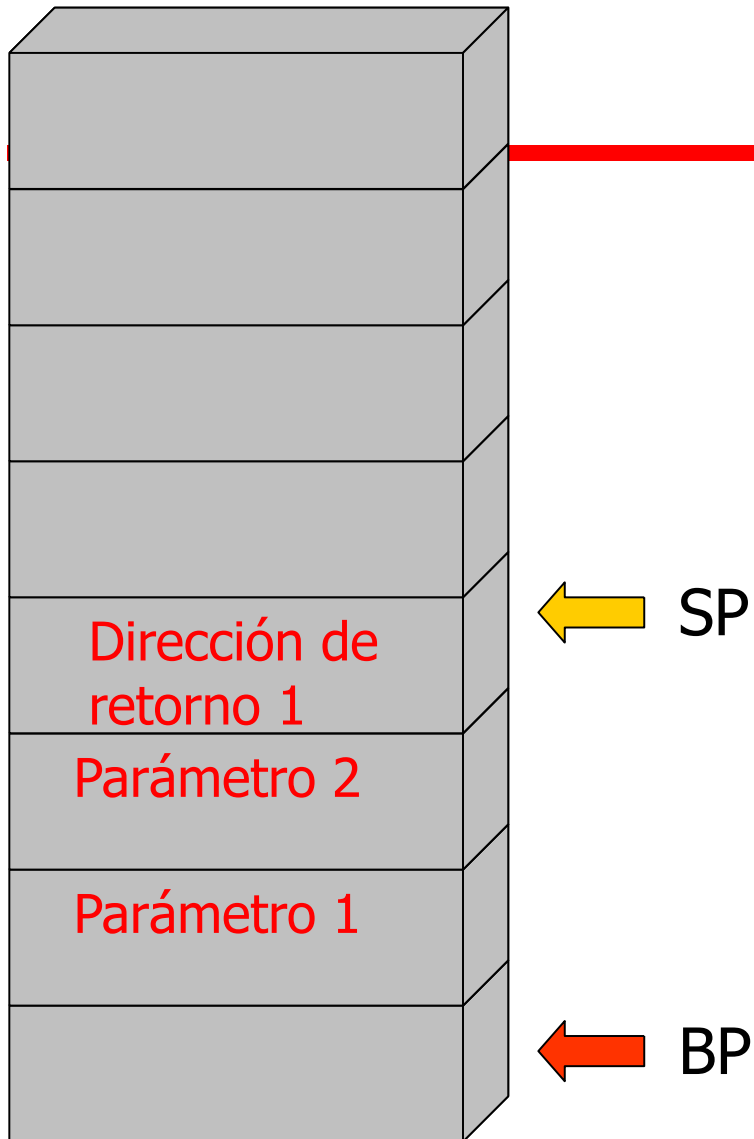 SP
Dirección de
retorno 1
Parámetro 2
Parámetro 1
BP